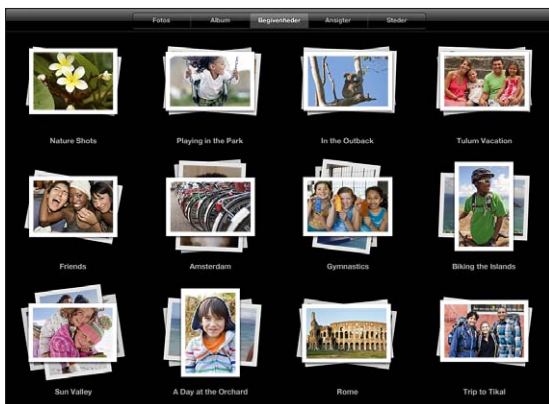 Fotos Album Begivenheder Ansigter Steder
Nature Shots Playing in the Park In the Outback Tulum Vacation
Friends Amsterdam Gymnastics Biking the Islands
Sun Valley A Day at the Orchard Rome Trip to Tikal